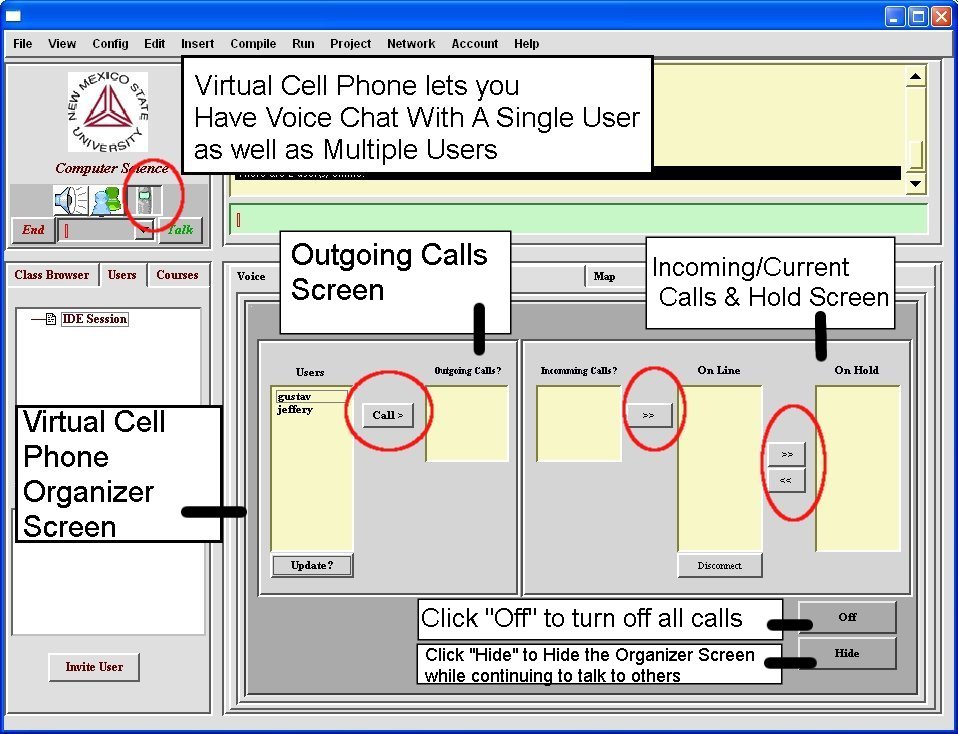 File View Config Edit Insert Compile Run Project Network Account Help
NEW MEXICO STATE
UNIVERSITY
Computer Science
Virtual Cell Phone lets you
Have Voice Chat With A Single User
as well as Multiple Users
There are 2 user(s) online.
End
Talk
Class Browser Users Courses
IDE Session
Voice
Map
Outgoing Calls
Screen
Incoming/Current
Calls & Hold Screen
Users
gustav
jeffery
Call >
Outgoing Calls?
Incomming Calls?
>>
On Line
On Hold
>>
<<
Virtual Cell
Phone
Organizer
Screen
Update?
Disconnect
Click "Off" to turn off all calls
Off
Click "Hide" to Hide the Organizer Screen
while continuing to talk to others
Hide
Invite User